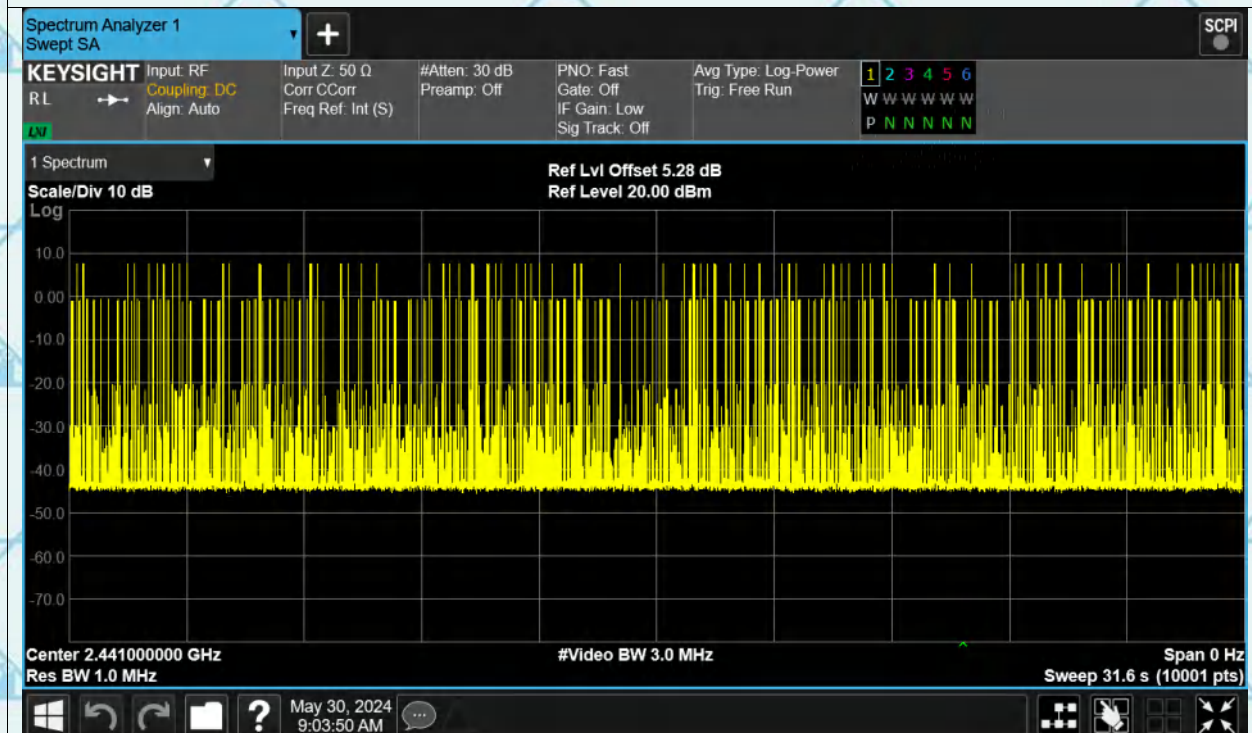 Spectrum Analyzer 1
Swept SA
+
SCPI
KEYSIGHT
RL
LXI
Input: RF
Coupling: DC
Align: Auto
Input Z: 50 Ω
Corr CCorr
Freq Ref: Int (S)
#Atten: 30 dB
Preamp: Off
PNO: Fast
Gate: Off
IF Gain: Low
Sig Track: Off
Avg Type: Log-Power
Trig: Free Run
1 2 3 4 5 6
W W W W W W
P N N N N N
1 Spectrum
Scale/Div 10 dB
Log
Ref Lvl Offset 5.28 dB
Ref Level 20.00 dBm
10.0
0.00
-10.0
-20.0
-30.0
-40.0
-50.0
-60.0
-70.0
Center 2.441000000 GHz
Res BW 1.0 MHz
#Video BW 3.0 MHz
Span 0 Hz
Sweep 31.6 s (10001 pts)
?
May 30, 2024
9:03:50 AM